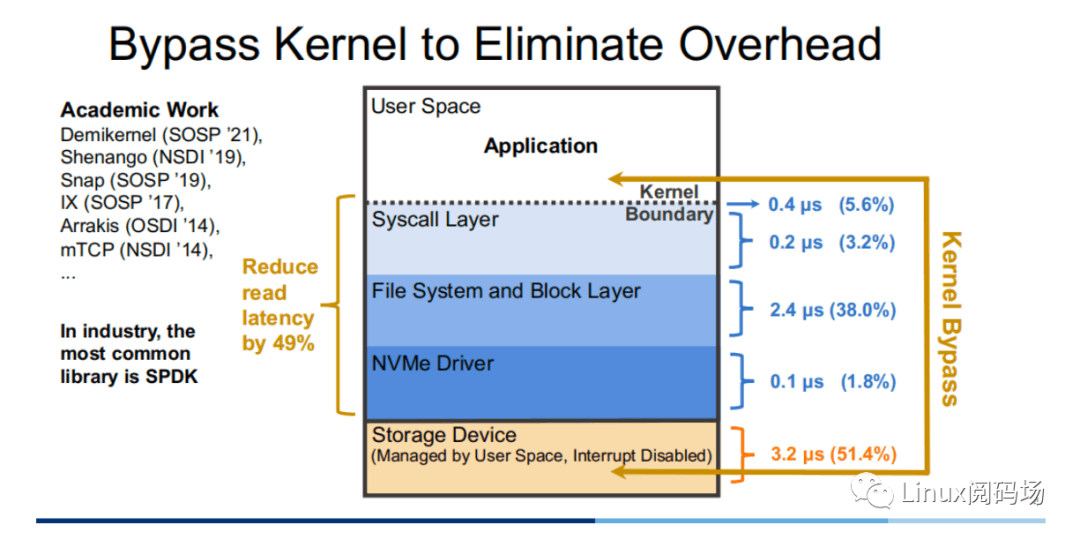 Bypass Kernel to Eliminate Overhead
Academic Work
Demikernel (SOSP '21),
Shenango (NSDI '19),
Snap (SOSP '19),
IX (SOSP '17),
Arrakis (OSDI '14),
mTCP (NSDI '14),
...
In industry, the
most common
library is SPDK
Reduce
read
latency
by 49%
User Space
Application
Kernel
Boundary
Syscall Layer
File System and Block Layer
NVMe Driver
Storage Device
(Managed by User Space, Interrupt Disabled)
0.4 µs (5.6%)
0.2 µs (3.2%)
2.4 µs (38.0%)
0.1 µs (1.8%)
3.2 µs (51.4%)
Kernel Bypass
Linux阅码场